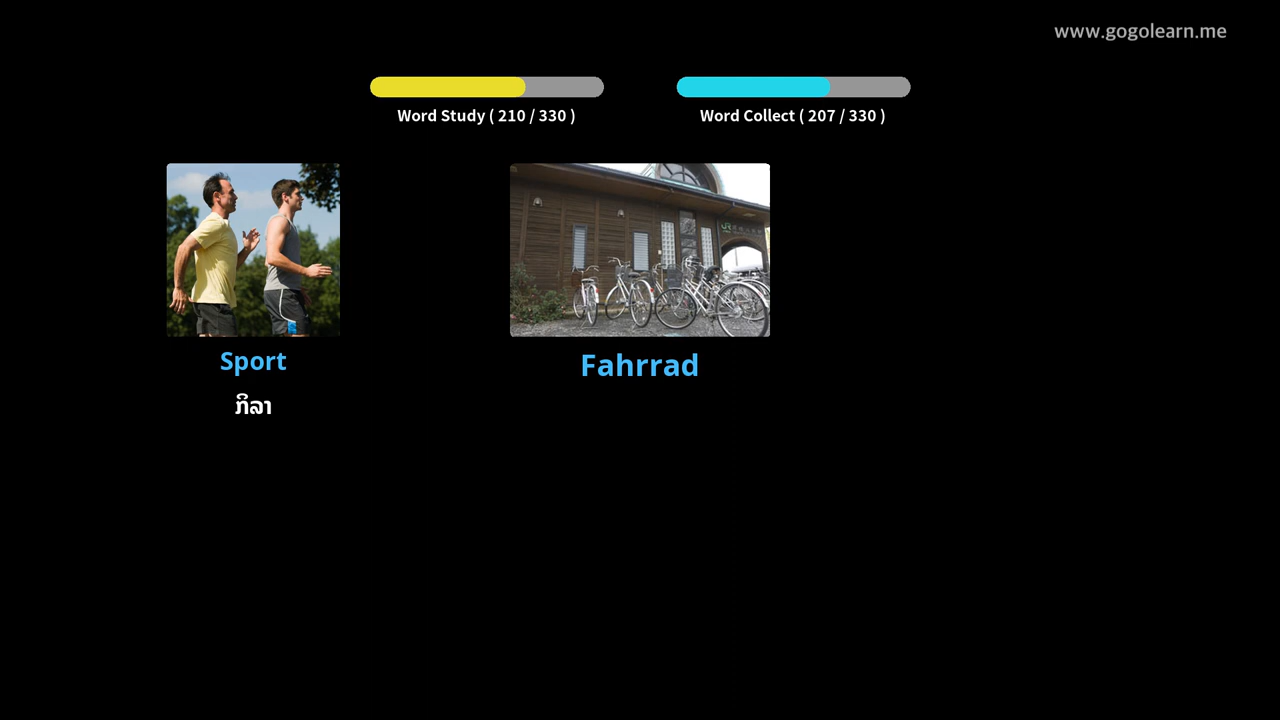 www.gogolearn.me
Word Study ( 210 / 330 )
Word Collect ( 207 / 330 )
Sport
ກິລາ
Fahrrad